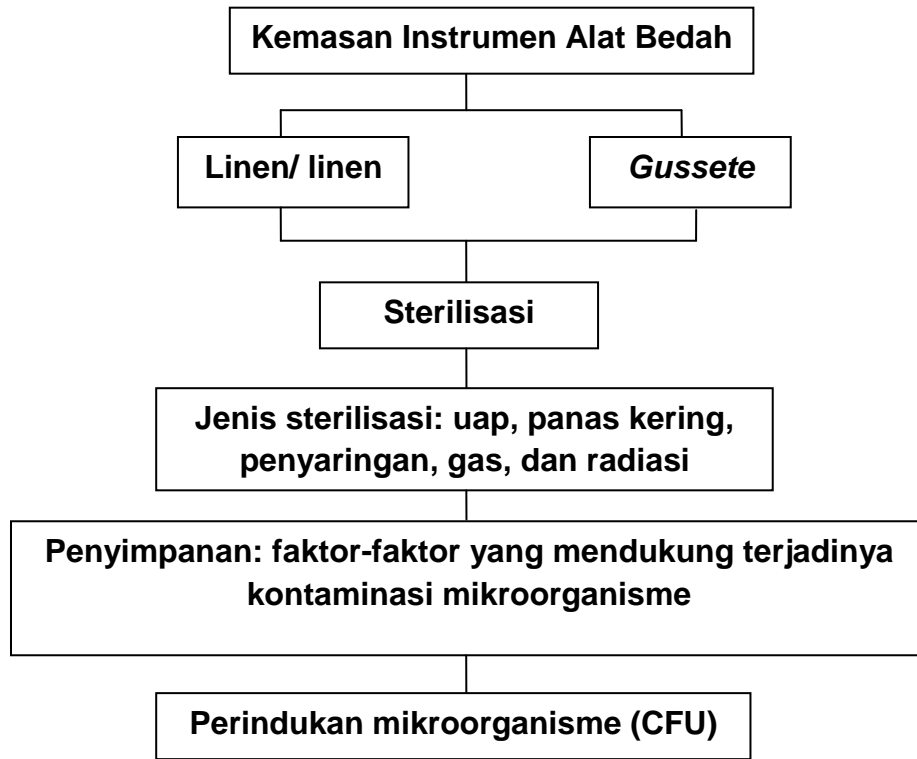 Kemasan Instrumen Alat Bedah
Linen/ linen
Gussete
Sterilisasi
Jenis sterilisasi: uap, panas kering,
penyaringan, gas, dan radiasi
Penyimpanan: faktor-faktor yang mendukung terjadinya
kontaminasi mikroorganisme
Perindukan mikroorganisme (CFU)